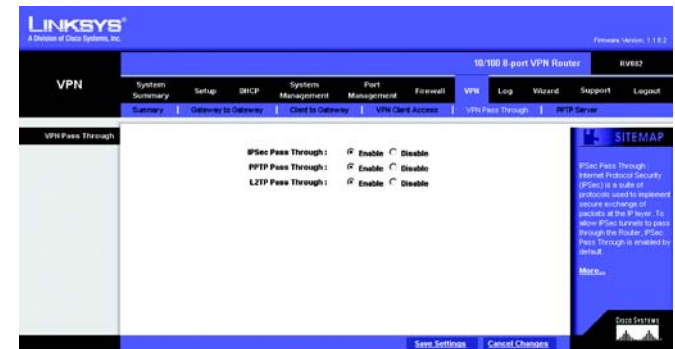 LINKSYS®
A Division of Cisco Systems, Inc.
Firmware Version: 1.1.8.2
10/100 8-port VPN Router
RV082
VPN
System Summary
Setup
DHCP
System Management
Port Management
Firewall
VPN
Log
Wizard
Support
Logout
Summary | Gateway to Gateway | Client to Gateway | VPN Client Access | VPN Pass Through | PPTP Server
VPN Pass Through
IPSec Pass Through : Enable Disable
PPTP Pass Through : Enable Disable
L2TP Pass Through : Enable Disable
SITEMAP
IPSec Pass
Through :
Internet Protocol Security
(IPSec) is a suite of
protocols used to implement
secure exchange of
packets at the IP layer. To
allow IPSec tunnels to pass
through the Router, IPSec
Pass Through is enabled by
default.
More...
CISCO SYSTEMS
Save Settings
Cancel Changes